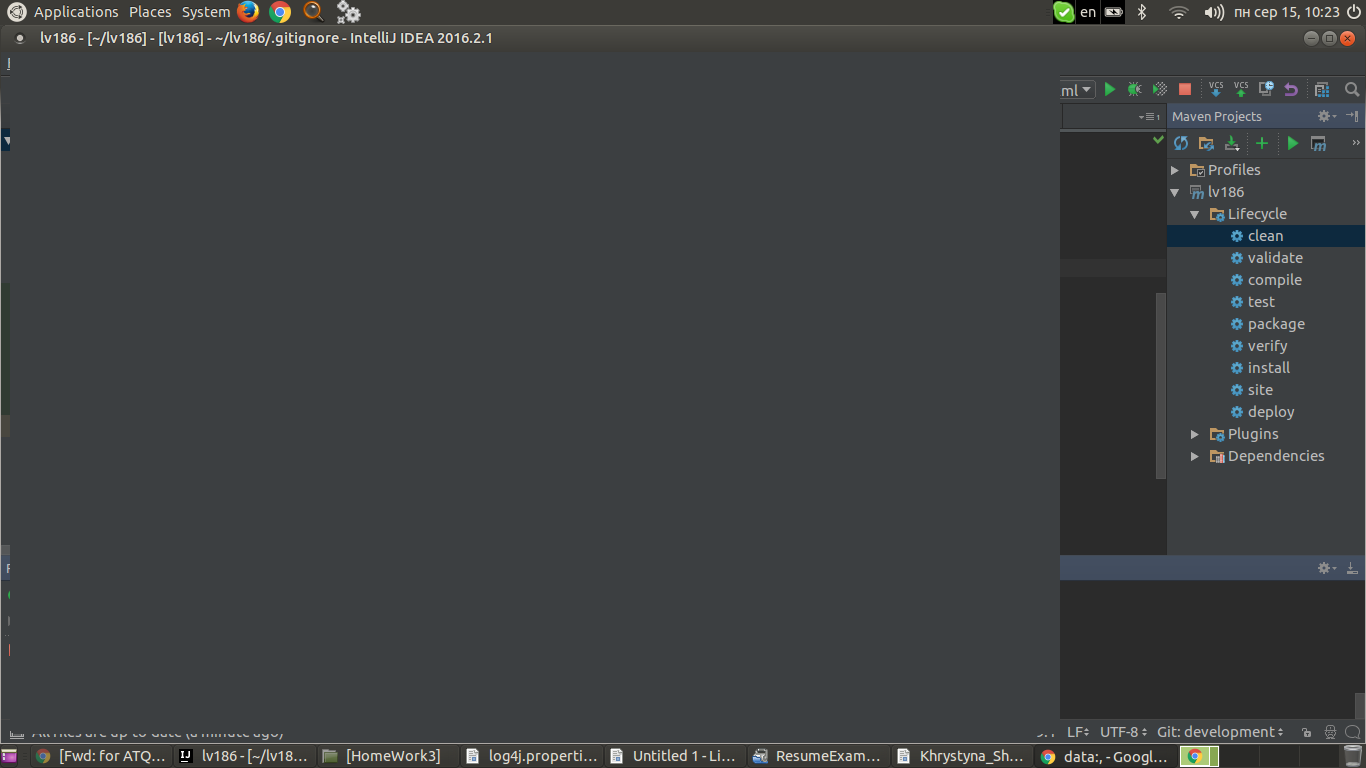 Applications Places System en пн сер 15, 10:23
lv186 - [~/lv186] - [lv186] - ~/lv186/.gitignore - IntelliJ IDEA 2016.2.1
ml VCS VCS
1 Maven Projects
Profiles
lv186
Lifecycle
clean
validate
compile
test
package
verify
install
site
deploy
Plugins
Dependencies
All files are up-to-date (a minute ago) LF UTF-8 Git: development
[Fwd: for ATQ... lv186 - [~/lv18... [HomeWork3] log4j.properti... Untitled 1 - Li... ResumeExam... Khrystyna_Sh... data:, - Googl...